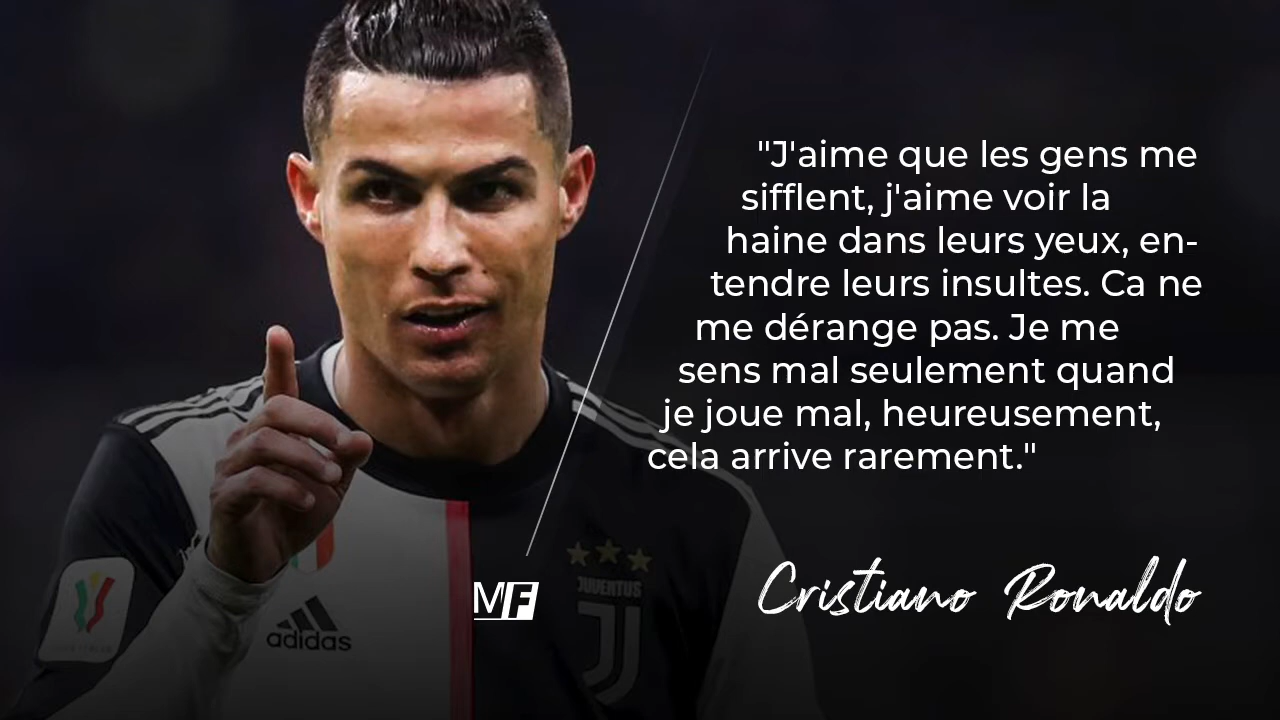 "J'aime que les gens me
sifflent, j'aime voir la
haine dans leurs yeux, en-
tendre leurs insultes. Ca ne
me dérange pas. Je me
sens mal seulement quand
je joue mal, heureusement,
cela arrive rarement."
Cristiano Ronaldo
MF
JUVENTUS
adidas